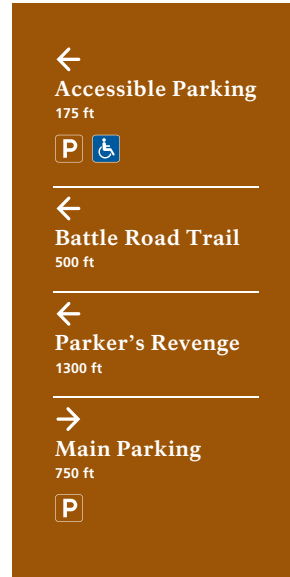 ←
Accessible Parking
175 ft
P
←
Battle Road Trail
500 ft
←
Parker’s Revenge
1300 ft
→
Main Parking
750 ft
P